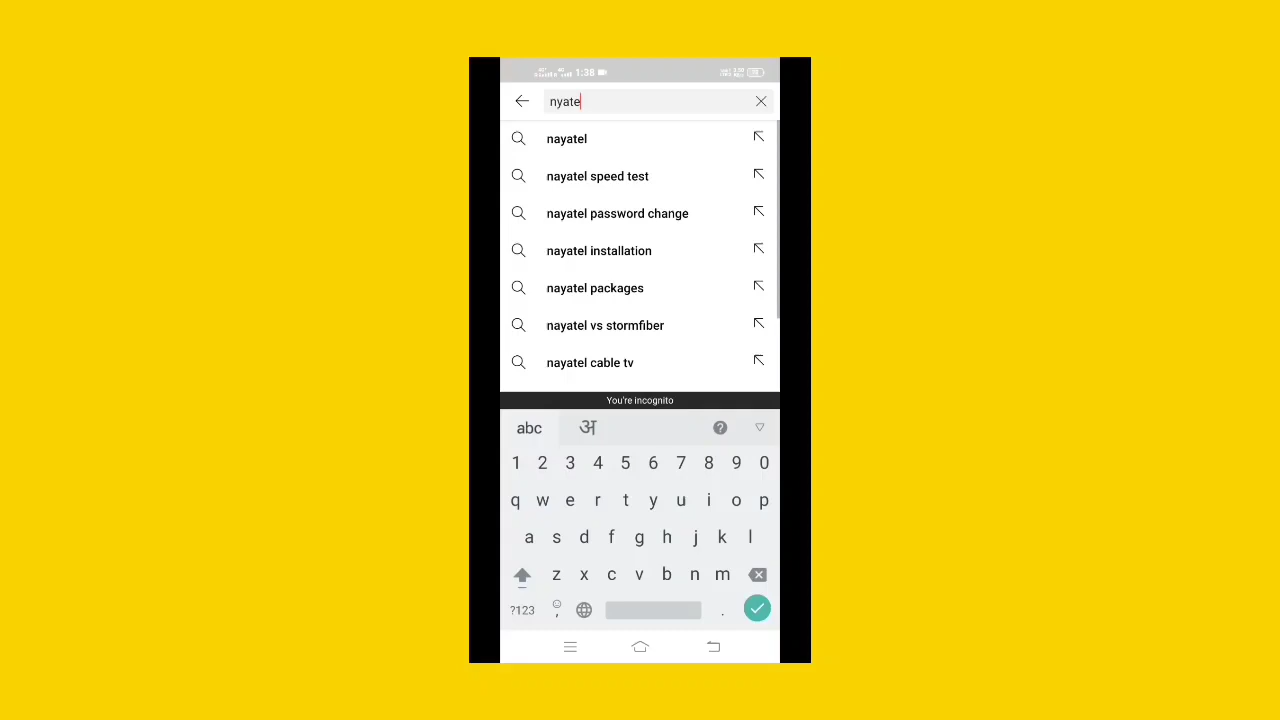 1:38
nyate
nayatel
nayatel speed test
nayatel password change
nayatel installation
nayatel packages
nayatel vs stormfiber
nayatel cable tv
You're incognito
abc अ ?
1 2 3 4 5 6 7 8 9 0
q w e r t y u i o p
a s d f g h j k l
z x c v b n m
?123 , .